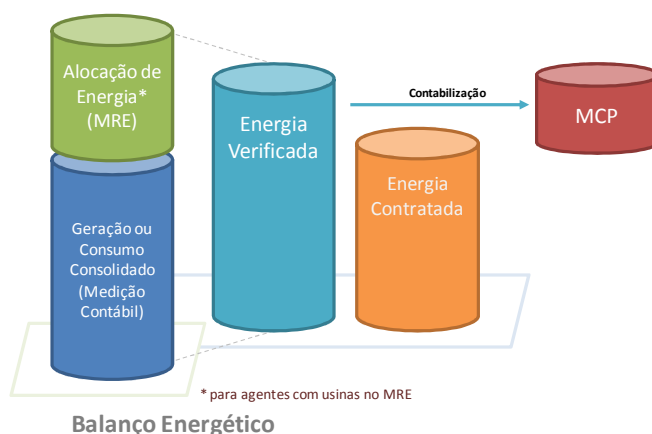 Alocação de
Energia*
(MRE)
Geração ou
Consumo
Consolidado
(Medição
Contábil)
Energia
Verificada
Contabilização
Energia
Contratada
MCP
* para agentes com usinas no MRE
Balanço Energético